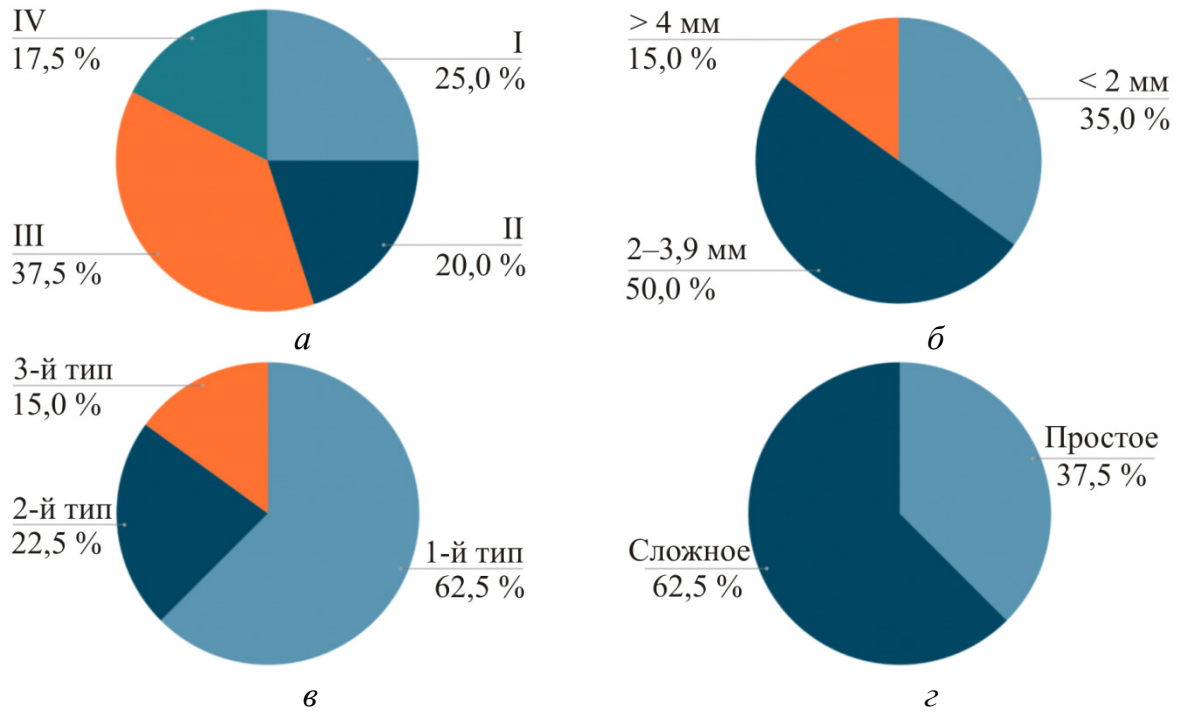 IV
17,5 %
I
25,0 %
III
37,5 %
II
20,0 %
а
> 4 мм
15,0 %
< 2 мм
35,0 %
2–3,9 мм
50,0 %
б
3-й тип
15,0 %
2-й тип
22,5 %
1-й тип
62,5 %
в
Простое
37,5 %
Сложное
62,5 %
г